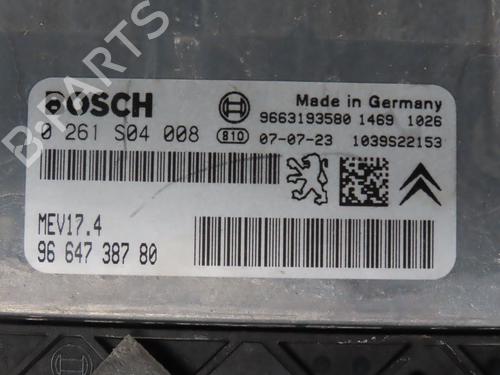 B-PARTS
BOSCH
Made in Germany
9663193580 1469 1026
0 261 S04 008 810 07-07-23 1039S22153
MEV17.4
96 647 387 80